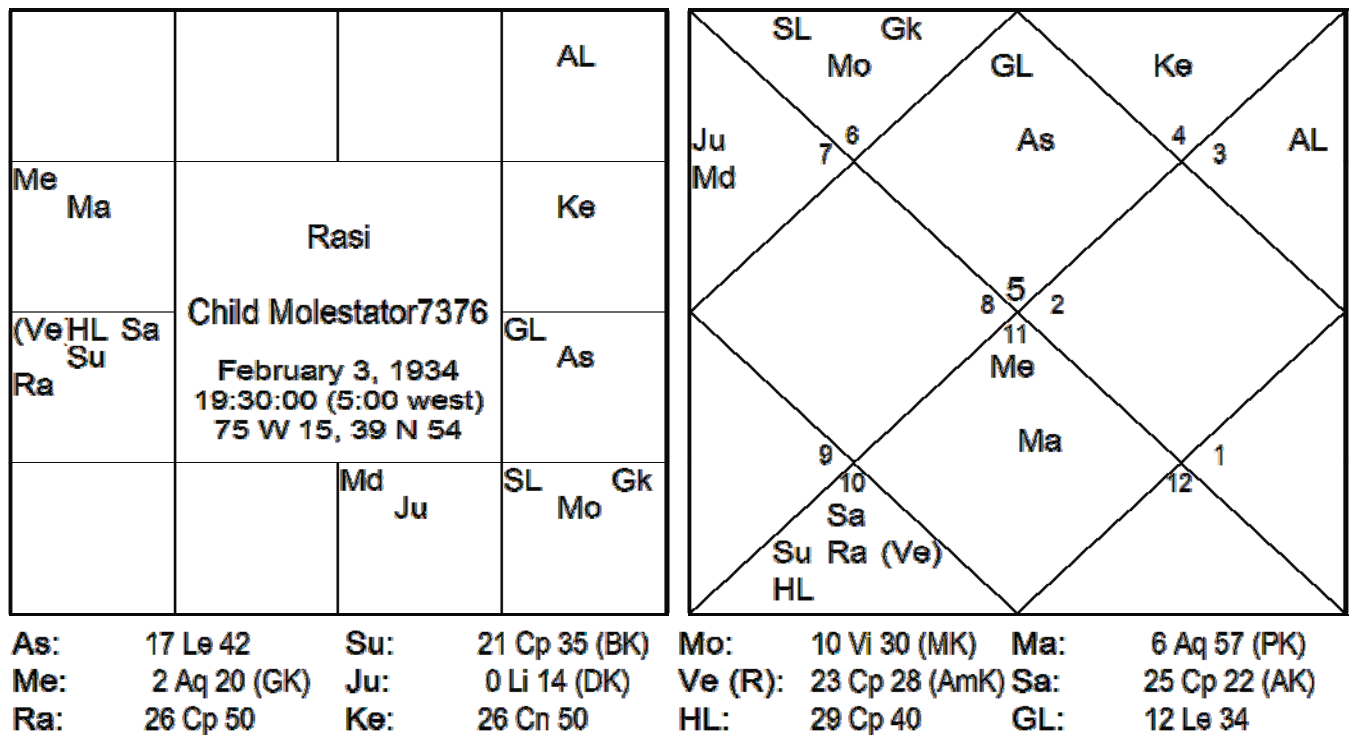 AL
Me
Ma
Rasi
Ke
Child Molestator7376
(Ve HL Sa
Su
Ra
February 3, 1934
19:30:00 (5:00 west)
75 W 15, 39 N 54
GL
As
Md
Ju
SL Gk
Mo
SL Gk
Mo
GL
Ke
Ju
Md
As
AL
6
7
4
3
5
8
2
11
Me
Ma
9
10
1
12
Sa
Su Ra (Ve)
HL
As: 17 Le 42 Su: 21 Cp 35 (BK) Mo: 10 Vi 30 (MK) Ma: 6 Aq 57 (PK)
Me: 2 Aq 20 (GK) Ju: 0 Li 14 (DK) Ve (R): 23 Cp 28 (AmK) Sa: 25 Cp 22 (AK)
Ra: 26 Cp 50 Ke: 26 Cn 50 HL: 29 Cp 40 GL: 12 Le 34